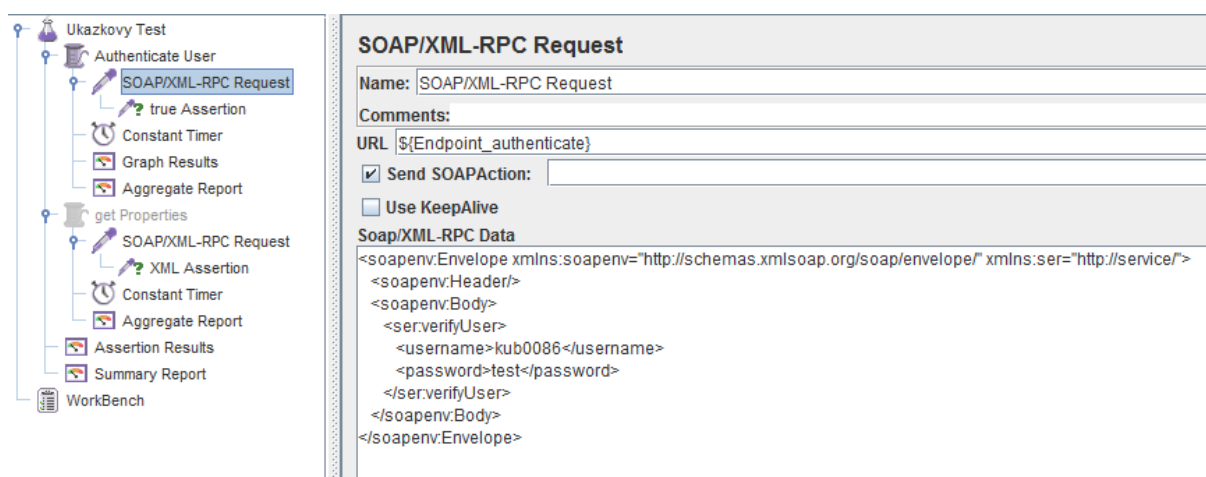 Ukazkovy Test
Authenticate User
SOAP/XML-RPC Request
true Assertion
Constant Timer
Graph Results
Aggregate Report
get Properties
SOAP/XML-RPC Request
XML Assertion
Constant Timer
Aggregate Report
Assertion Results
Summary Report
WorkBench
SOAP/XML-RPC Request
Name: SOAP/XML-RPC Request
Comments:
URL ${Endpoint_authenticate}
Send SOAPAction:
Use KeepAlive
Soap/XML-RPC Data
<soapenv:Envelope xmlns:soapenv="http://schemas.xmlsoap.org/soap/envelope/" xmlns:ser="http://service/">
<soapenv:Header/>
<soapenv:Body>
<ser:verifyUser>
<username>kub0086</username>
<password>test</password>
</ser:verifyUser>
</soapenv:Body>
</soapenv:Envelope>